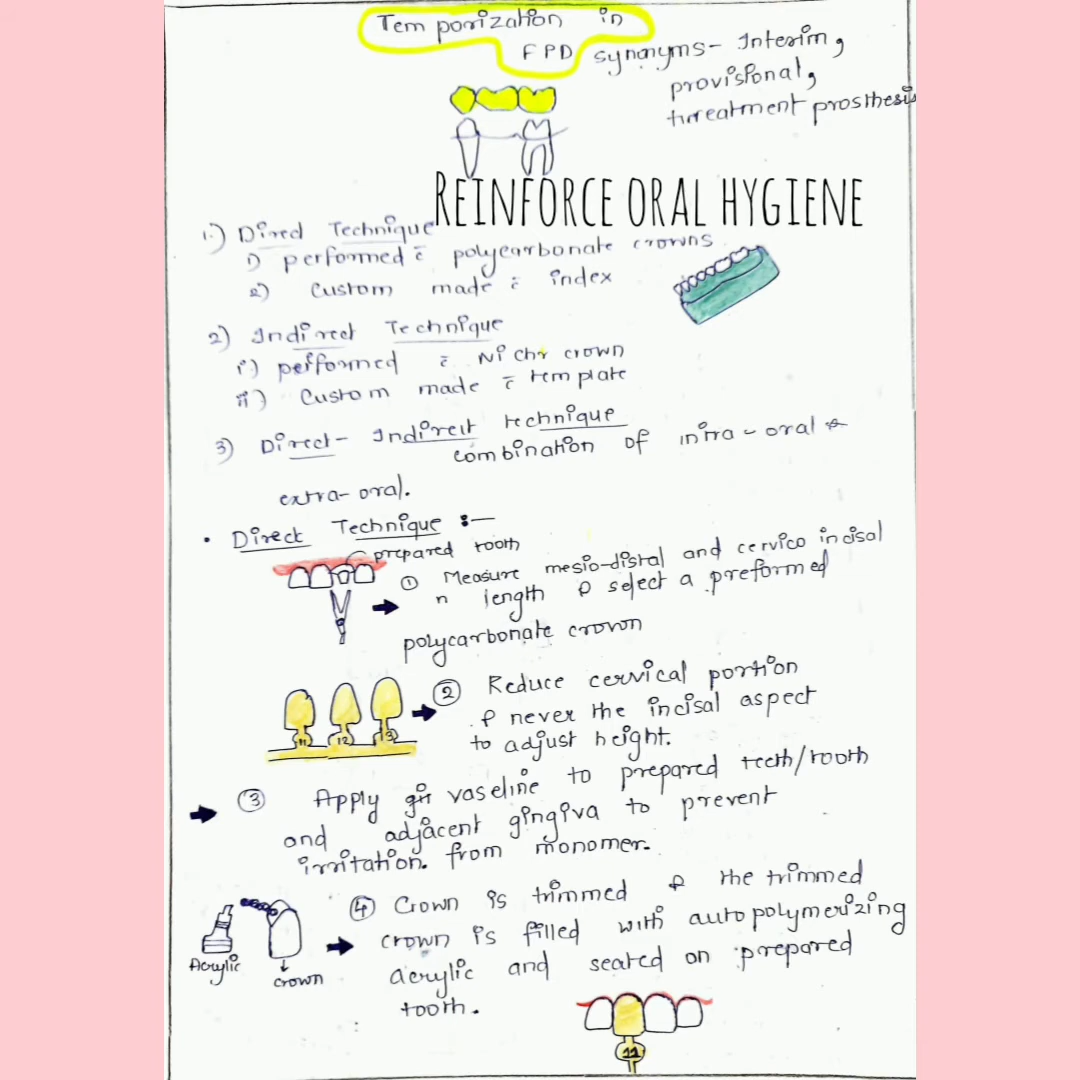 Temporization in
FPD
synonyms - Interim,
provisional,
treatment prosthesis
REINFORCE ORAL HYGIENE
1.) Direct Technique
i) performed c̄ polycarbonate crowns
2) Custom made c̄ index
2) Indirect Technique
i) performed c̄ Ni Chr crown
ii) Custom made c̄ template
3) Direct - Indirect technique
combination of intra - oral &
extra - oral.
• Direct Technique :-
prepared tooth
① Measure mesio-distal and cervico incisal
n length & select a preformed
polycarbonate crown
② Reduce cervical portion
& never the incisal aspect
to adjust height.
11 12 13
③ Apply vaseline to prepared teeth/tooth
and adjacent gingiva to prevent
irritation. from monomer.
④ Crown is trimmed & the trimmed
crown is filled with autopolymerizing
acrylic and seated on prepared
tooth.
Acrylic
crown
11